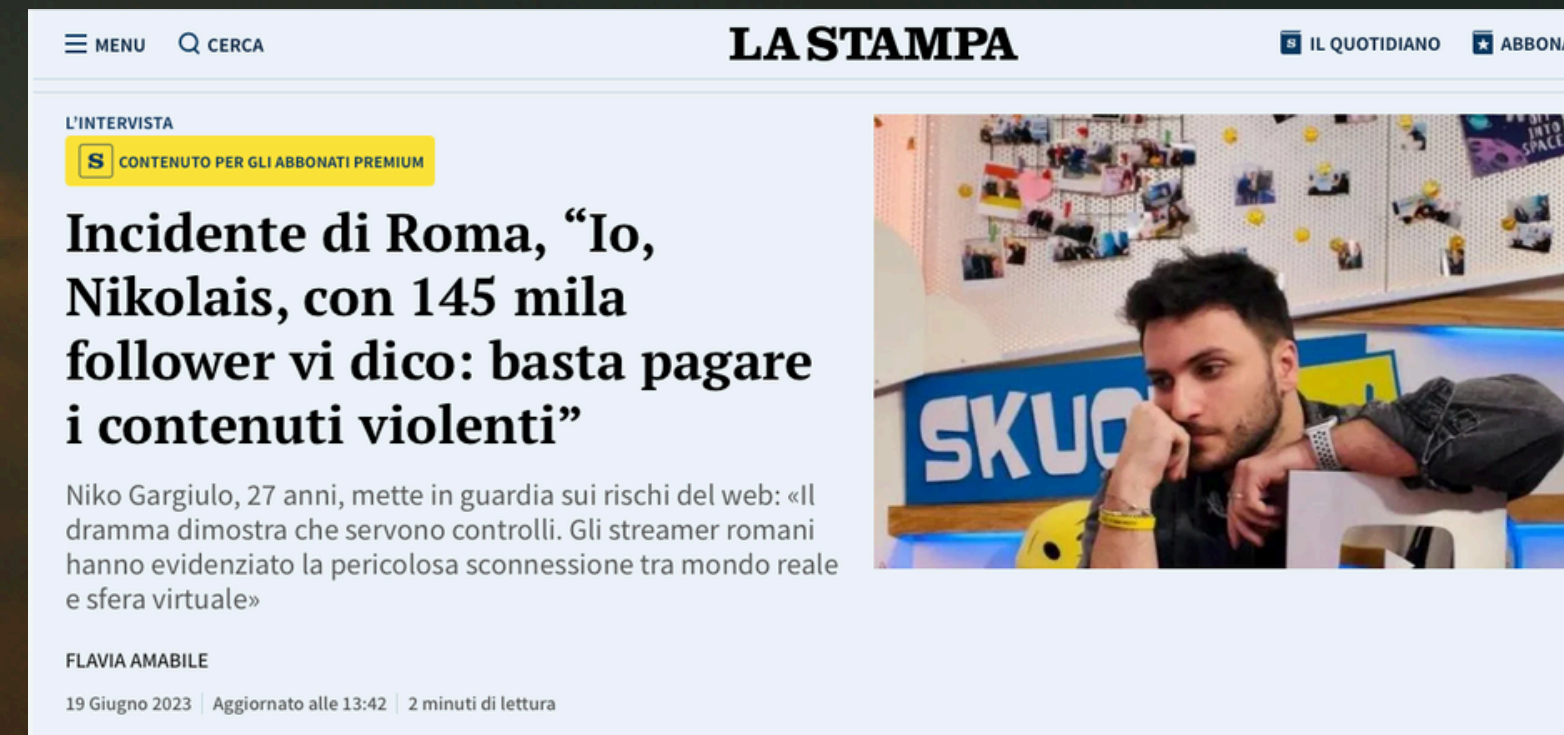 MENU
CERCA
LA STAMPA
IL QUOTIDIANO
L'INTERVISTA
S CONTENUTO PER GLI ABBONATI PREMIUM
Incidente di Roma, “Io,
Nikolais, con 145 mila
follower vi dico: basta pagare
i contenuti violenti”
Niko Gargiulo, 27 anni, mette in guardia sui rischi del web: «Il
dramma dimostra che servono controlli. Gli streamer romani
hanno evidenziato la pericolosa sconnessione tra mondo reale
e sfera virtuale»
FLAVIA AMABILE
19 Giugno 2023 Aggiornato alle 13:42 2 minuti di lettura
INTO
SPACE